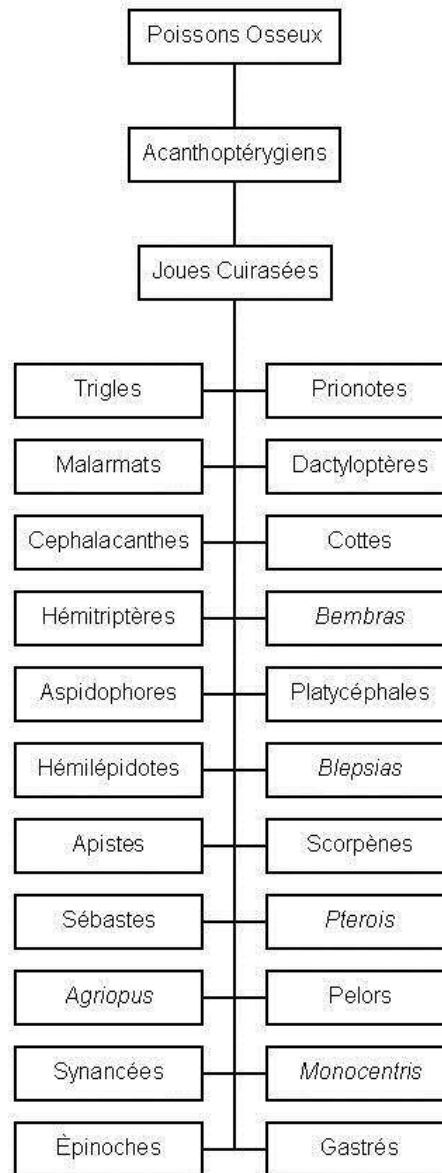 Poissons Osseux
Acanthoptérygiens
Joues Cuirasées
Trigles
Prionotes
Malarmats
Dactyloptères
Cephalacanthes
Cottes
Hémitriptères
Bembras
Aspidophores
Platycéphales
Hémilépidotes
Blepsias
Apistes
Scorpènes
Sébastes
Pterois
Agriopus
Pelors
Synancées
Monocentris
Èpinoches
Gastrés